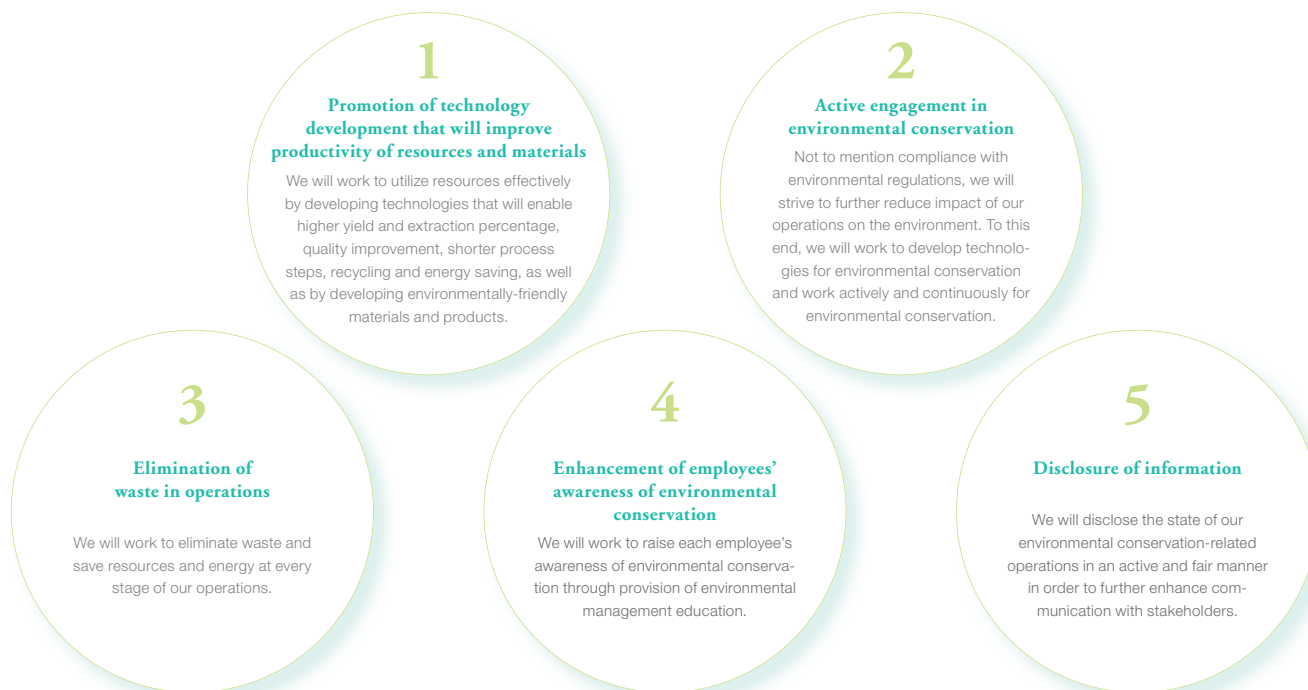 1
Promotion of technology
development that will improve
productivity of resources and materials
We will work to utilize resources effectively
by developing technologies that will enable
higher yield and extraction percentage,
quality improvement, shorter process
steps, recycling and energy saving, as well
as by developing environmentally-friendly
materials and products.
2
Active engagement in
environmental conservation
Not to mention compliance with
environmental regulations, we will
strive to further reduce impact of our
operations on the environment. To this
end, we will work to develop technolo-
gies for environmental conservation
and work actively and continuously for
environmental conservation.
3
Elimination of
waste in operations
We will work to eliminate waste and
save resources and energy at every
stage of our operations.
4
Enhancement of employees’
awareness of environmental
conservation
We will work to raise each employee’s
awareness of environmental conserva-
tion through provision of environmental
management education.
5
Disclosure of information
We will disclose the state of our
environmental conservation-related
operations in an active and fair manner
in order to further enhance com-
munication with stakeholders.